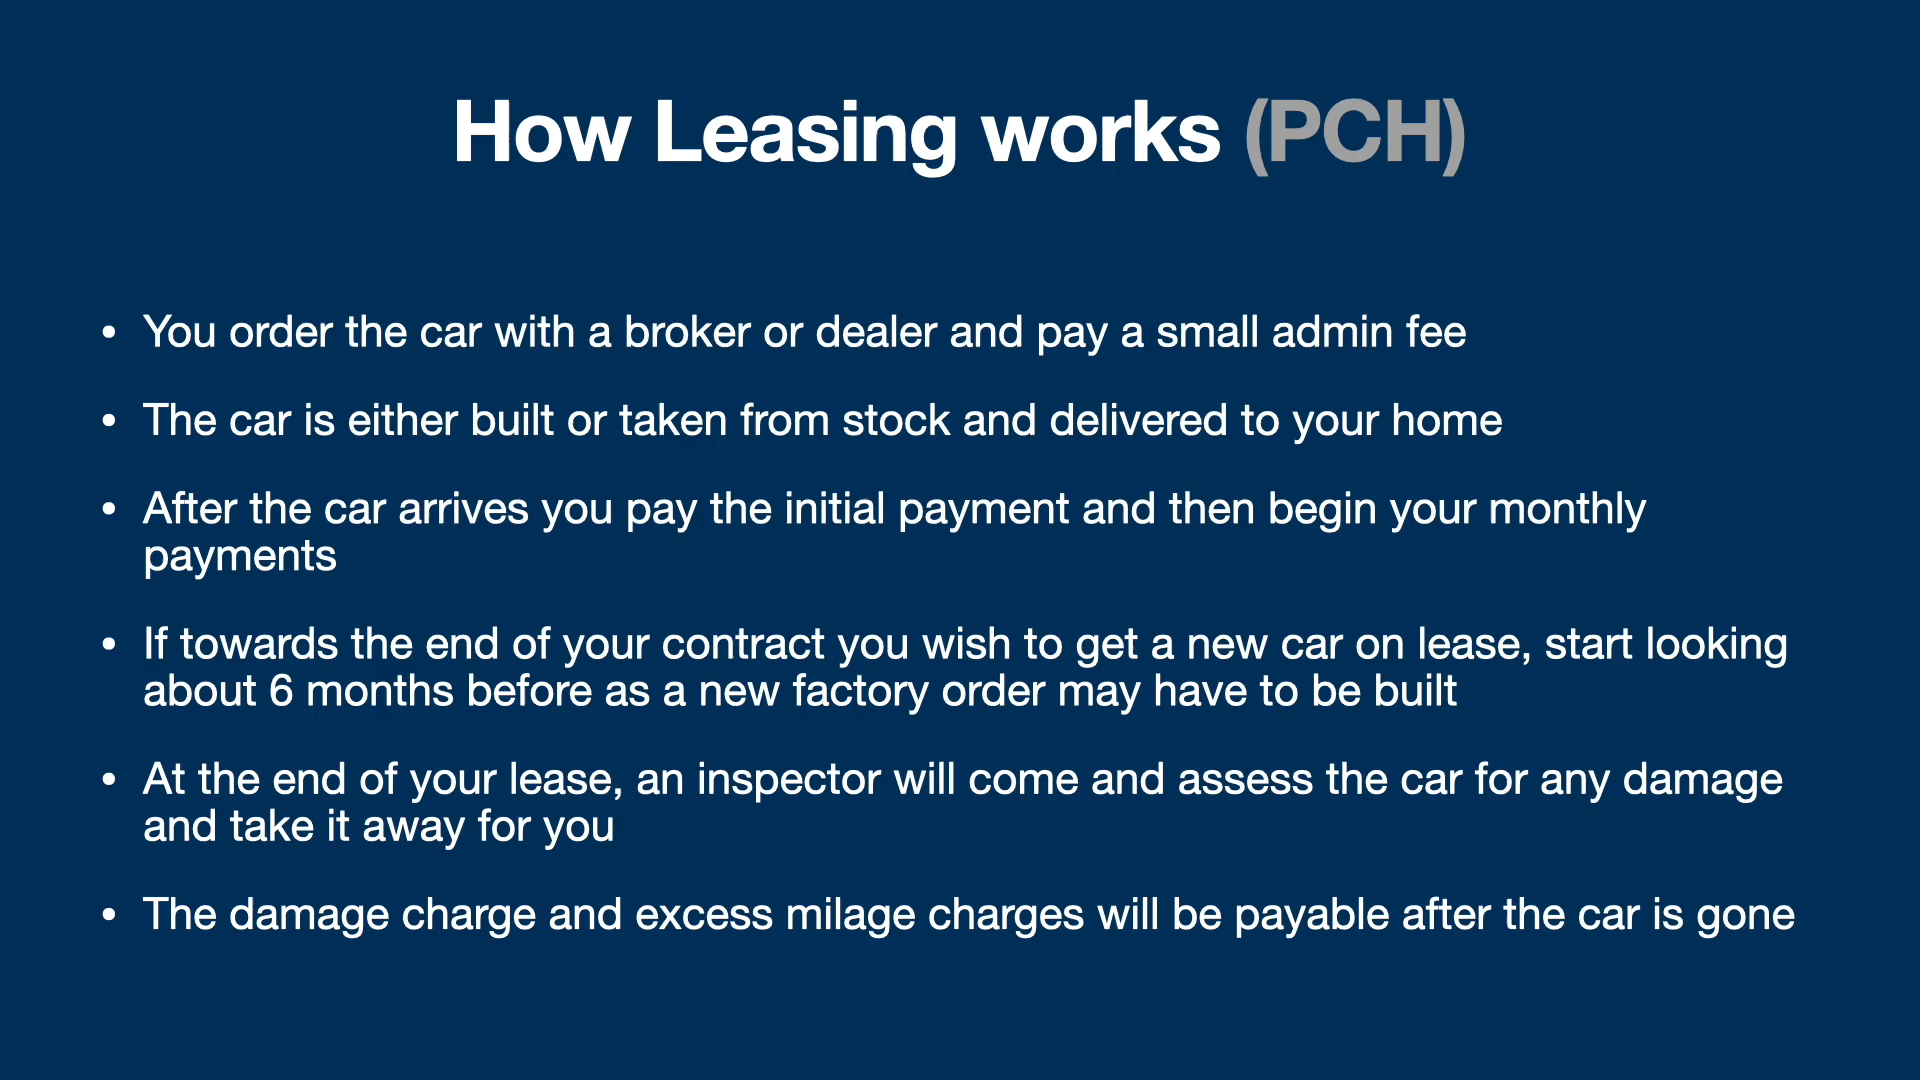 How Leasing works (PCH)
• You order the car with a broker or dealer and pay a small admin fee
• The car is either built or taken from stock and delivered to your home
• After the car arrives you pay the initial payment and then begin your monthly
payments
• If towards the end of your contract you wish to get a new car on lease, start looking
about 6 months before as a new factory order may have to be built
• At the end of your lease, an inspector will come and assess the car for any damage
and take it away for you
• The damage charge and excess milage charges will be payable after the car is gone